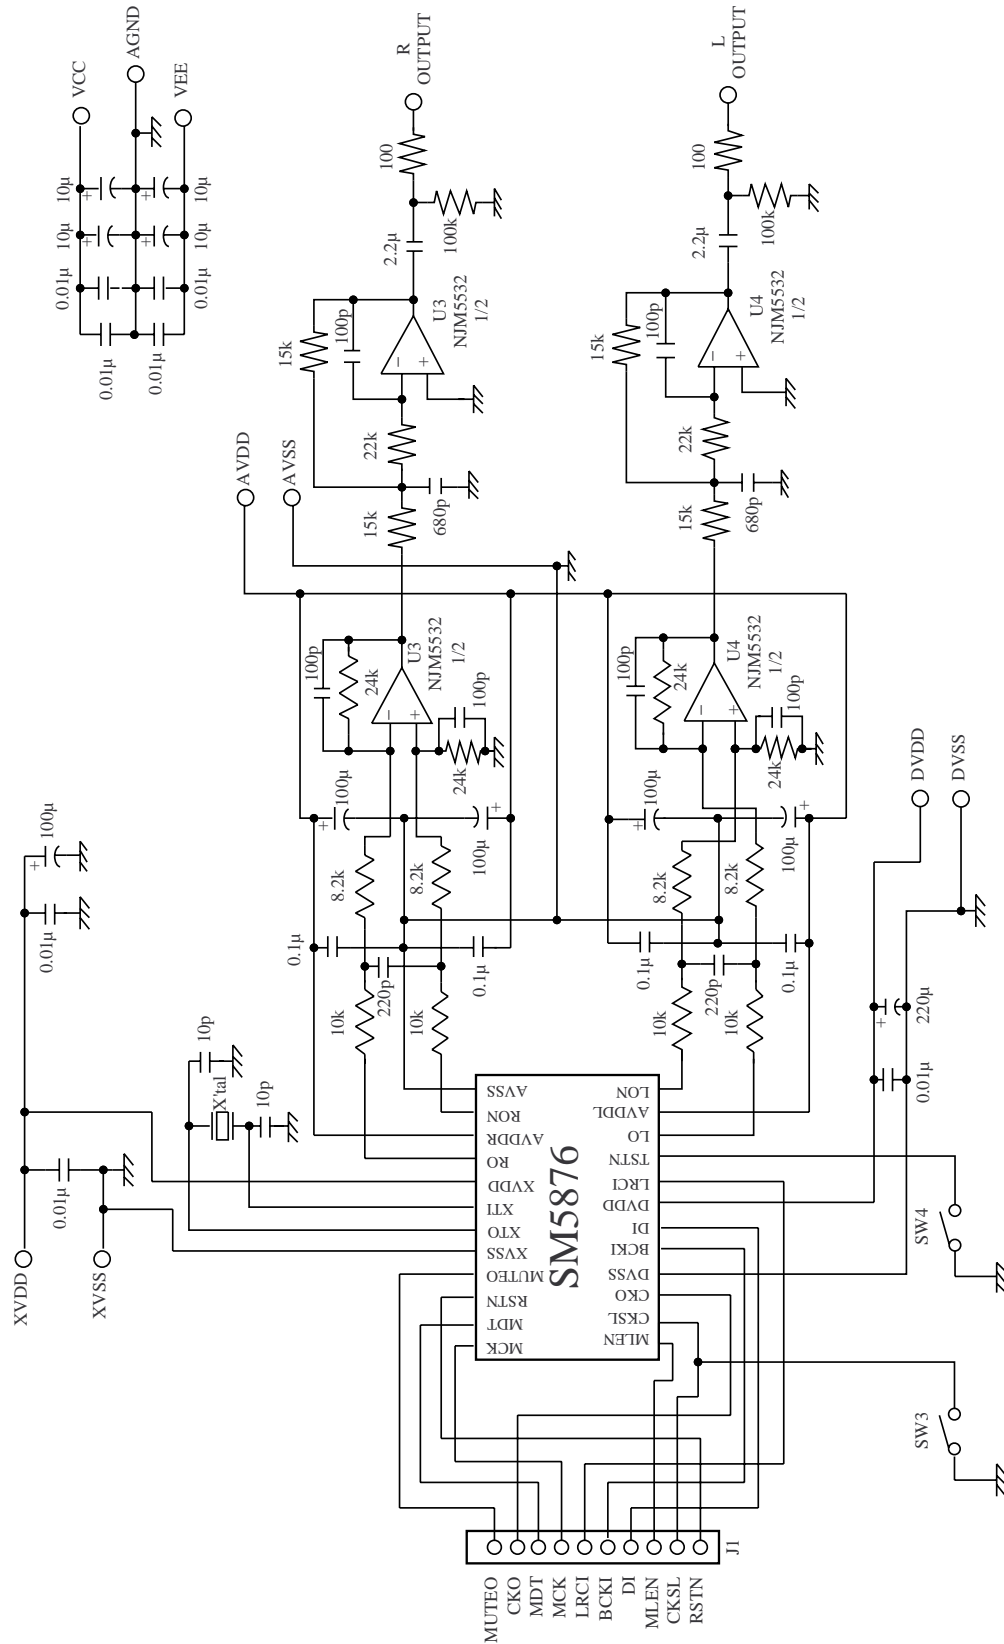 XVDD
XVSS
0.01µ
0.01µ
100µ
+
X'tal
10p
10p
VCC
AGND
VEE
0.01µ
0.01µ
0.01µ
0.01µ
10µ
+
10µ
+
10µ
+
10µ
+
AVDD
AVSS
0.1µ
0.1µ
10k
10k
220p
8.2k
8.2k
100µ
+
100µ
+
100p
24k
−
+
U3
NJM5532
1/2
24k
100p
15k
680p
22k
15k
100p
−
+
U3
NJM5532
1/2
2.2µ
100k
100
R
OUTPUT
0.1µ
0.1µ
10k
10k
220p
8.2k
8.2k
100µ
+
100µ
+
100p
24k
−
+
U4
NJM5532
1/2
24k
100p
15k
680p
22k
15k
100p
−
+
U4
NJM5532
1/2
2.2µ
100k
100
L
OUTPUT
DVDD
DVSS
+
220µ
0.01µ
SM5876
MCK
MDT
RSTN
MUTEO
XVSS
XTO
XTI
XVDD
RO
AVDDR
RON
AVSS
MLEN
CKSL
CKO
DVSS
BCKI
DI
DVDD
LRCI
TSTN
LO
AVDDL
LON
SW3
SW4
MUTEO
CKO
MDT
MCK
LRCI
BCKI
DI
MLEN
CKSL
RSTN
J1